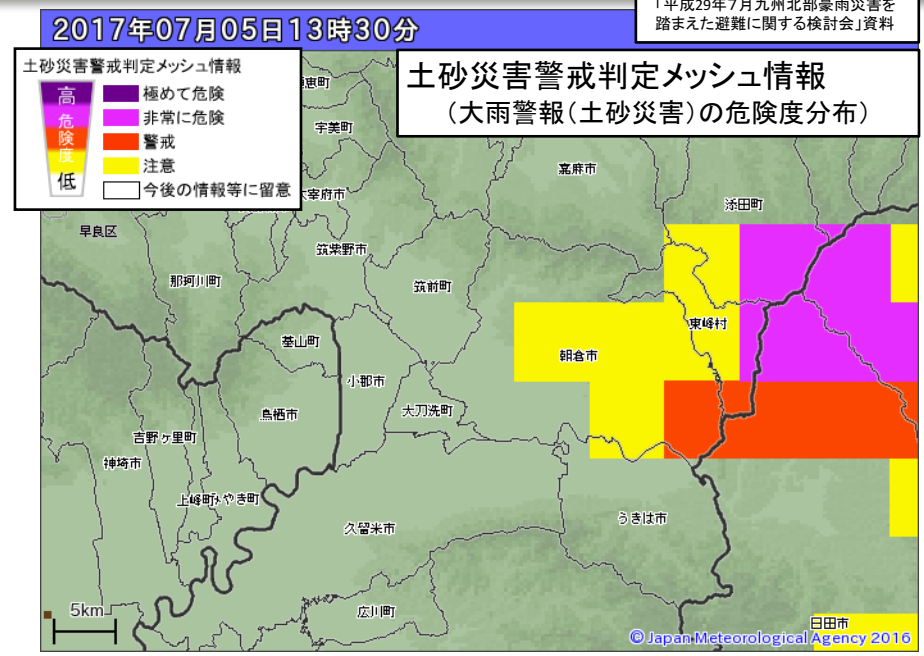 「平成29年7月九州北部豪雨災害を
踏まえた避難に関する検討会」資料
2017年07月05日13時30分
土砂災害警戒判定メッシュ情報
高
危
険
度
低
極めて危険
非常に危険
警戒
注意
今後の情報等に留意
土砂災害警戒判定メッシュ情報
（大雨警報（土砂災害）の危険度分布）
恵町
宇美町
太宰府市
嘉麻市
添田町
早良区
筑紫野市
那珂川町
筑前町
東峰村
基山町
朝倉市
小郡市
大刀洗町
鳥栖市
吉野ヶ里町
神埼市
上峰町
みやき町
うきは市
久留米市
5km
広川町
日田市
© Japan Meteorological Agency 2016